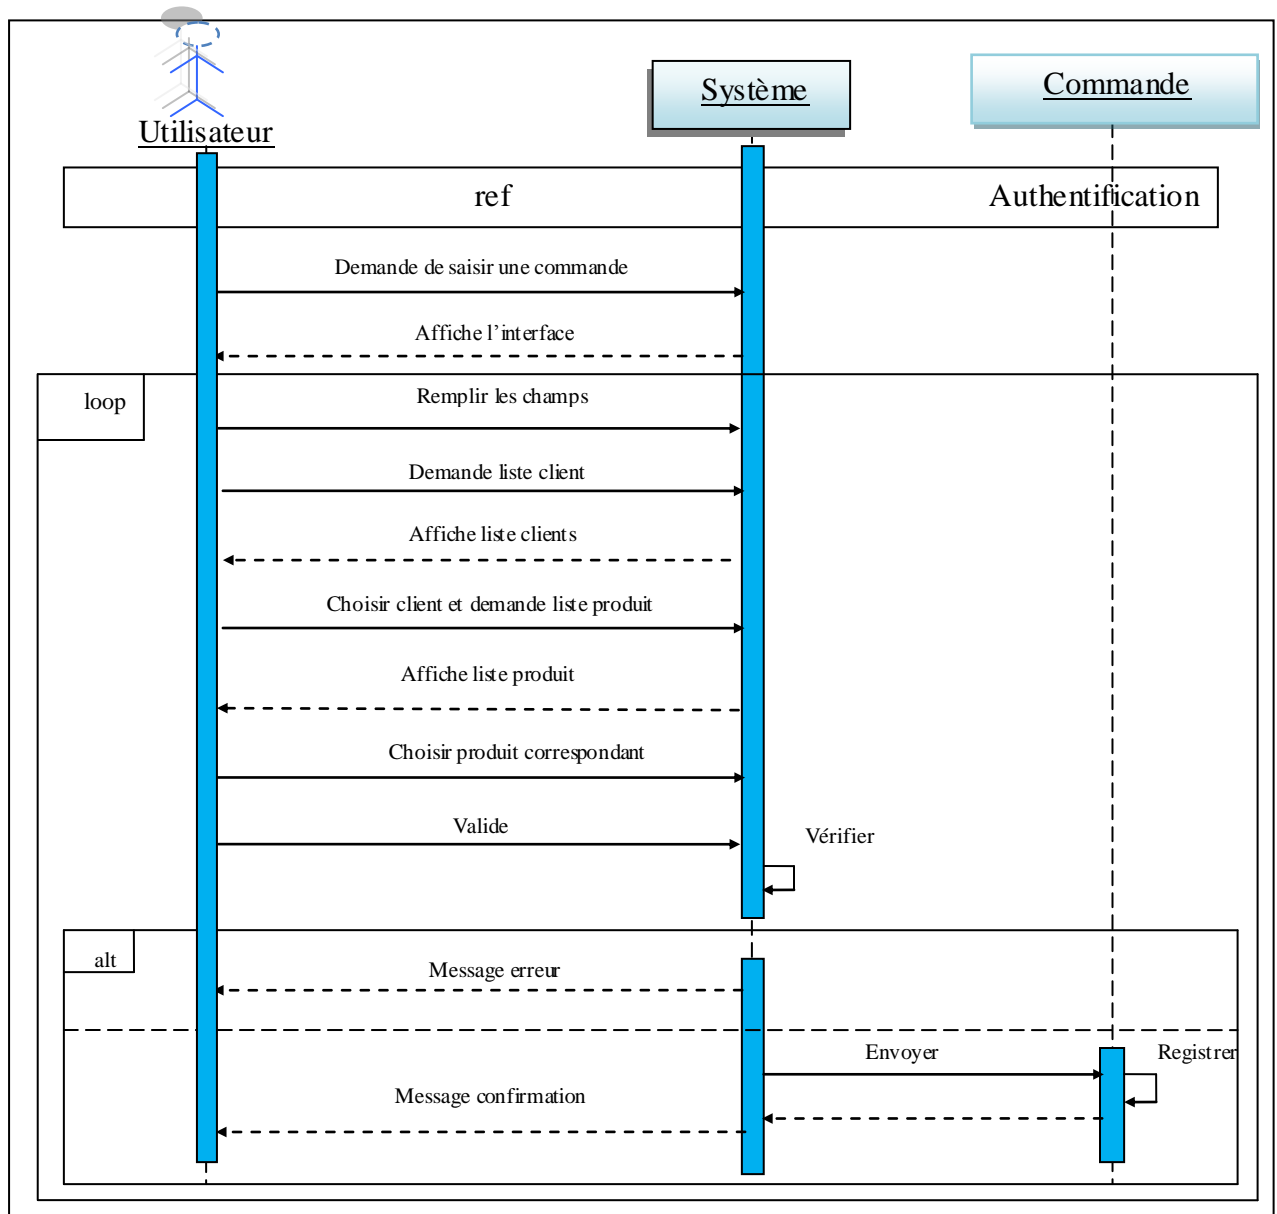 Système
Commande
Utilisateur
ref
Authentification
Demande de saisir une commande
Affiche l'interface
loop
Remplir les champs
Demande liste client
Affiche liste clients
Choisir client et demande liste produit
Affiche liste produit
Choisir produit correspondant
Valide
Vérifier
alt
Message erreur
Envoyer
Registrer
Message confirmation